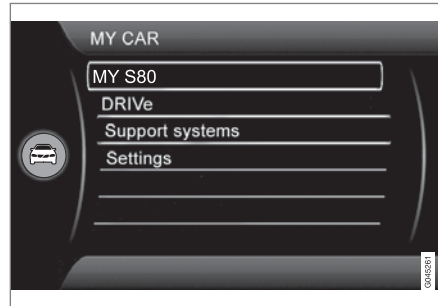 MY CAR
MY S80
DRIVe
Support systems
Settings
G045261